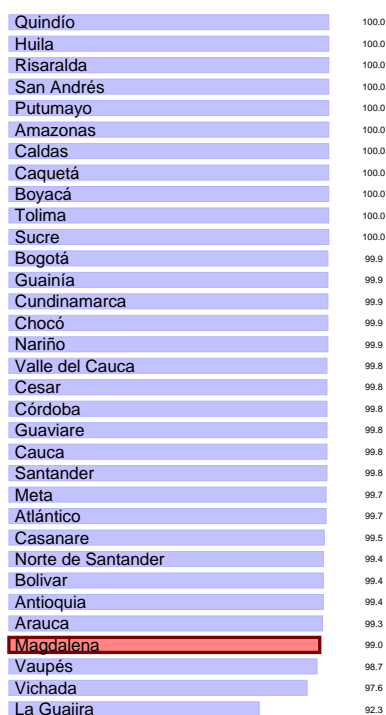 Quindío 100.0
Huila 100.0
Risaralda 100.0
San Andrés 100.0
Putumayo 100.0
Amazonas 100.0
Caldas 100.0
Caquetá 100.0
Boyacá 100.0
Tolima 100.0
Sucre 100.0
Bogotá 99.9
Guainía 99.9
Cundinamarca 99.9
Chocó 99.9
Nariño 99.9
Valle del Cauca 99.8
Cesar 99.8
Córdoba 99.8
Guaviare 99.8
Cauca 99.8
Santander 99.8
Meta 99.7
Atlántico 99.7
Casanare 99.5
Norte de Santander 99.4
Bolivar 99.4
Antioquia 99.4
Arauca 99.3
Magdalena 99.0
Vaupés 98.7
Vichada 97.6
La Guajira 92.3